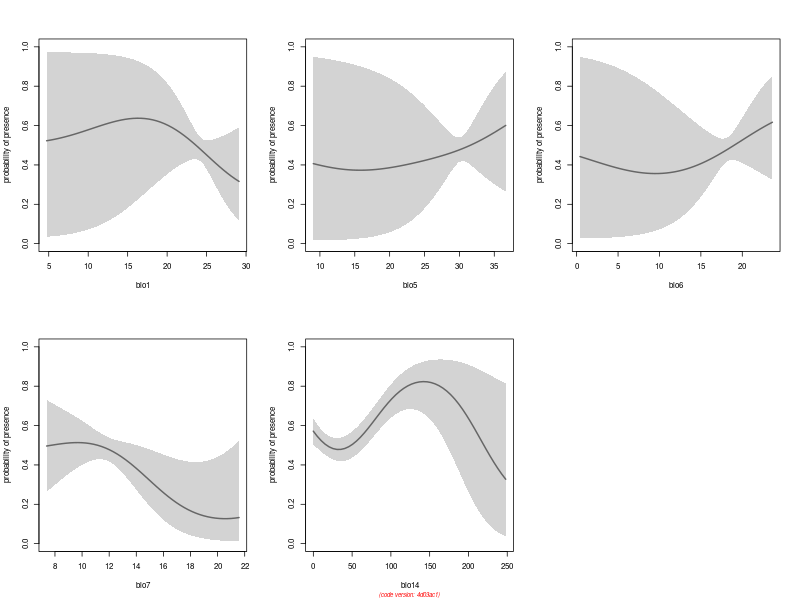 probability of presence
0.0 0.2 0.4 0.6 0.8 1.0
5 10 15 20 25 30
bio1
probability of presence
0.0 0.2 0.4 0.6 0.8 1.0
10 15 20 25 30 35
bio5
probability of presence
0.0 0.2 0.4 0.6 0.8 1.0
0 5 10 15 20
bio6
probability of presence
0.0 0.2 0.4 0.6 0.8 1.0
8 10 12 14 16 18 20 22
bio7
probability of presence
0.0 0.2 0.4 0.6 0.8 1.0
0 50 100 150 200 250
bio14
(code version: 4d03ac1)